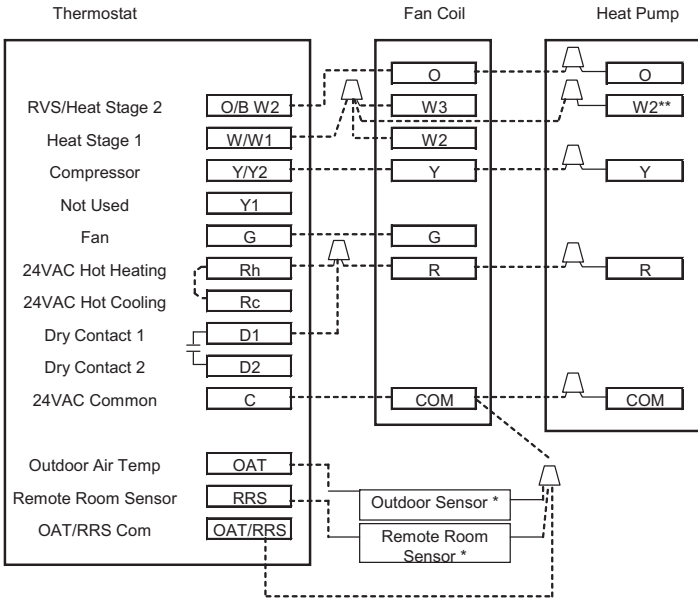 Thermostat Fan Coil Heat Pump
O O
RVS/Heat Stage 2 O/B W2 W3 W2**
Heat Stage 1 W/W1 W2
Compressor Y/Y2 Y Y
Not Used Y1
Fan G G
24VAC Hot Heating Rh R R
24VAC Hot Cooling Rc
Dry Contact 1 D1
Dry Contact 2 D2
24VAC Common C COM COM
Outdoor Air Temp OAT
Outdoor Sensor *
Remote Room Sensor RRS
OAT/RRS Com OAT/RRS
Remote Room
Sensor *